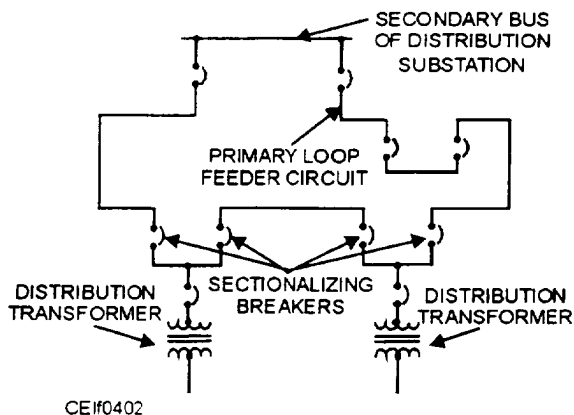 SECONDARY BUS
OF DISTRIBUTION
SUBSTATION
PRIMARY LOOP
FEEDER CIRCUIT
SECTIONALIZING
BREAKERS
DISTRIBUTION
TRANSFORMER
DISTRIBUTION
TRANSFORMER
CEIf0402